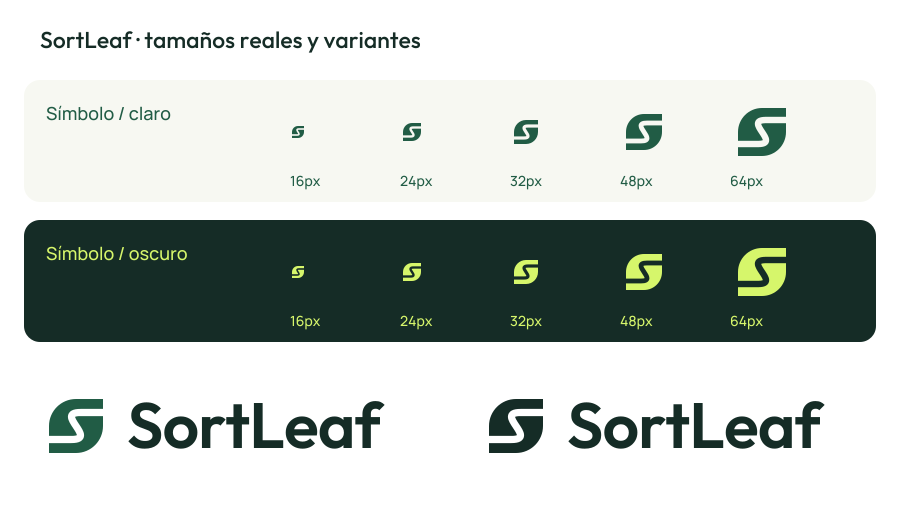 SortLeaf · tamaños reales y variantes
Símbolo / claro
16px 24px 32px 48px 64px
Símbolo / oscuro
16px 24px 32px 48px 64px
SortLeaf SortLeaf